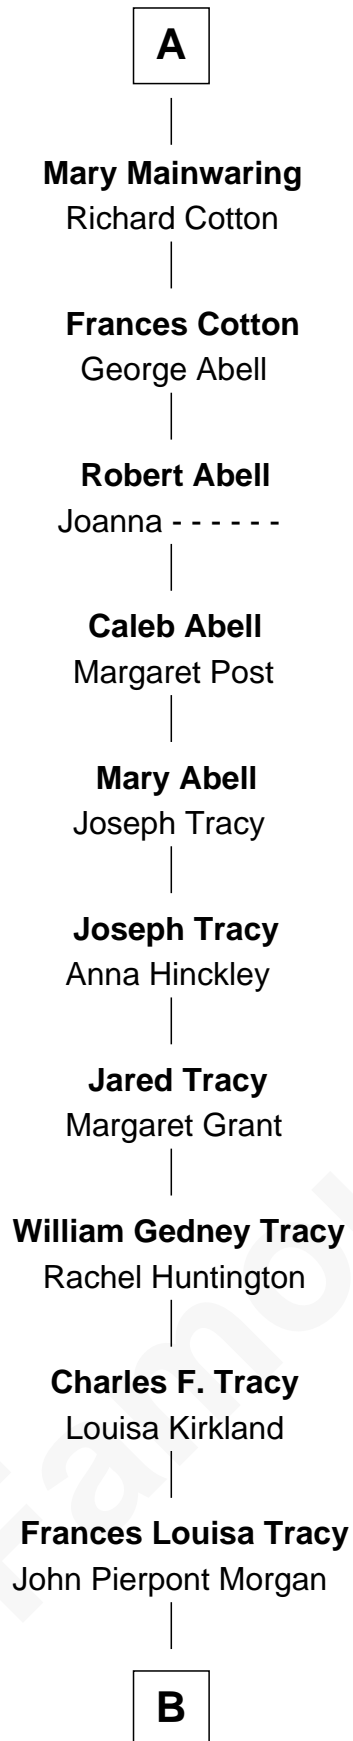 A
Mary Mainwaring
Richard Cotton
Frances Cotton
George Abell
Robert Abell
Joanna - - - - - -
Caleb Abell
Margaret Post
Mary Abell
Joseph Tracy
Joseph Tracy
Anna Hinckley
Jared Tracy
Margaret Grant
William Gedney Tracy
Rachel Huntington
Charles F. Tracy
Louisa Kirkland
Frances Louisa Tracy
John Pierpont Morgan
B